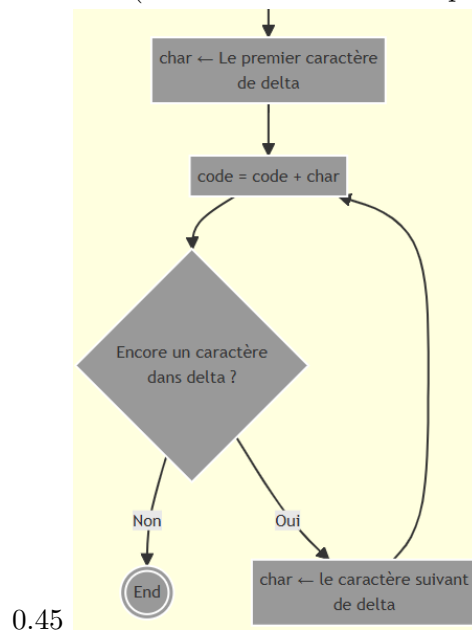 char ← Le premier caractère
de delta
code = code + char
Encore un caractère
dans delta ?
Non
Oui
End
char ← le caractère suivant
de delta
0.45